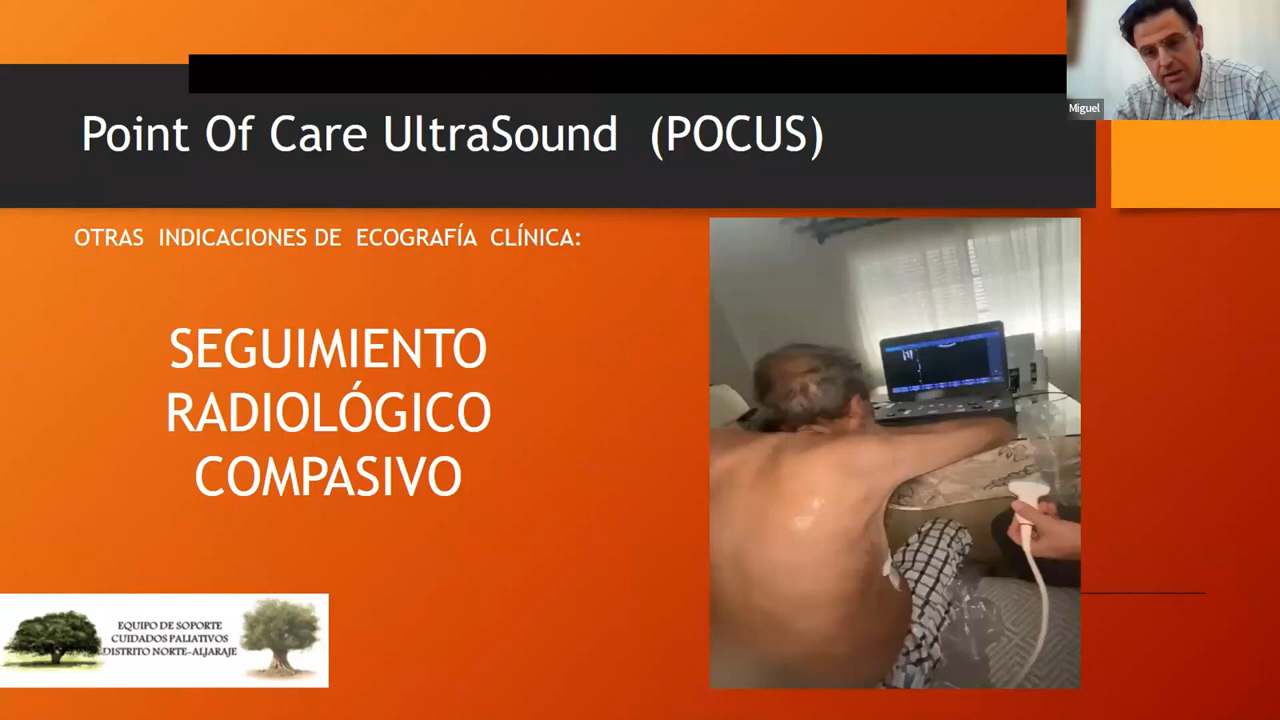 Miguel
Point Of Care UltraSound (POCUS)
OTRAS INDICACIONES DE ECOGRAFÍA CLÍNICA:
SEGUIMIENTO
RADIOLÓGICO
COMPASIVO
EQUIPO DE SOPORTE
CUIDADOS PALIATIVOS
DISTRITO NORTE-ALJARAJE